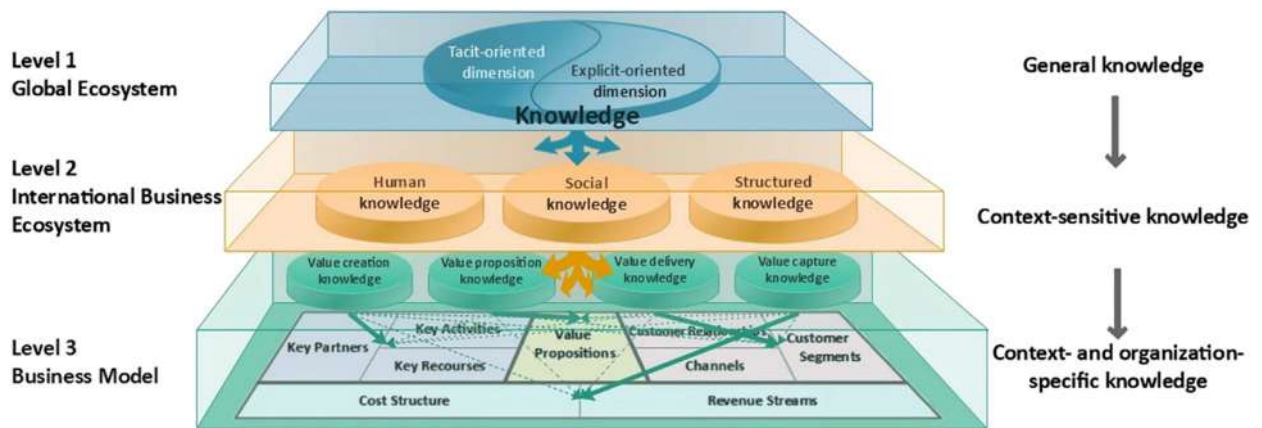 Level 1
Global Ecosystem
Tacit-oriented
dimension
Explicit-oriented
dimension
Knowledge
General knowledge
Level 2
International Business
Ecosystem
Human
knowledge
Social
knowledge
Structured
knowledge
Context-sensitive knowledge
Value creation
knowledge
Value proposition
knowledge
Value delivery
knowledge
Value capture
knowledge
Level 3
Business Model
Key Partners
Key Activities
Key Recourses
Value
Propositions
Customer Relationships
Channels
Customer
Segments
Cost Structure
Revenue Streams
Context- and organization-
specific knowledge